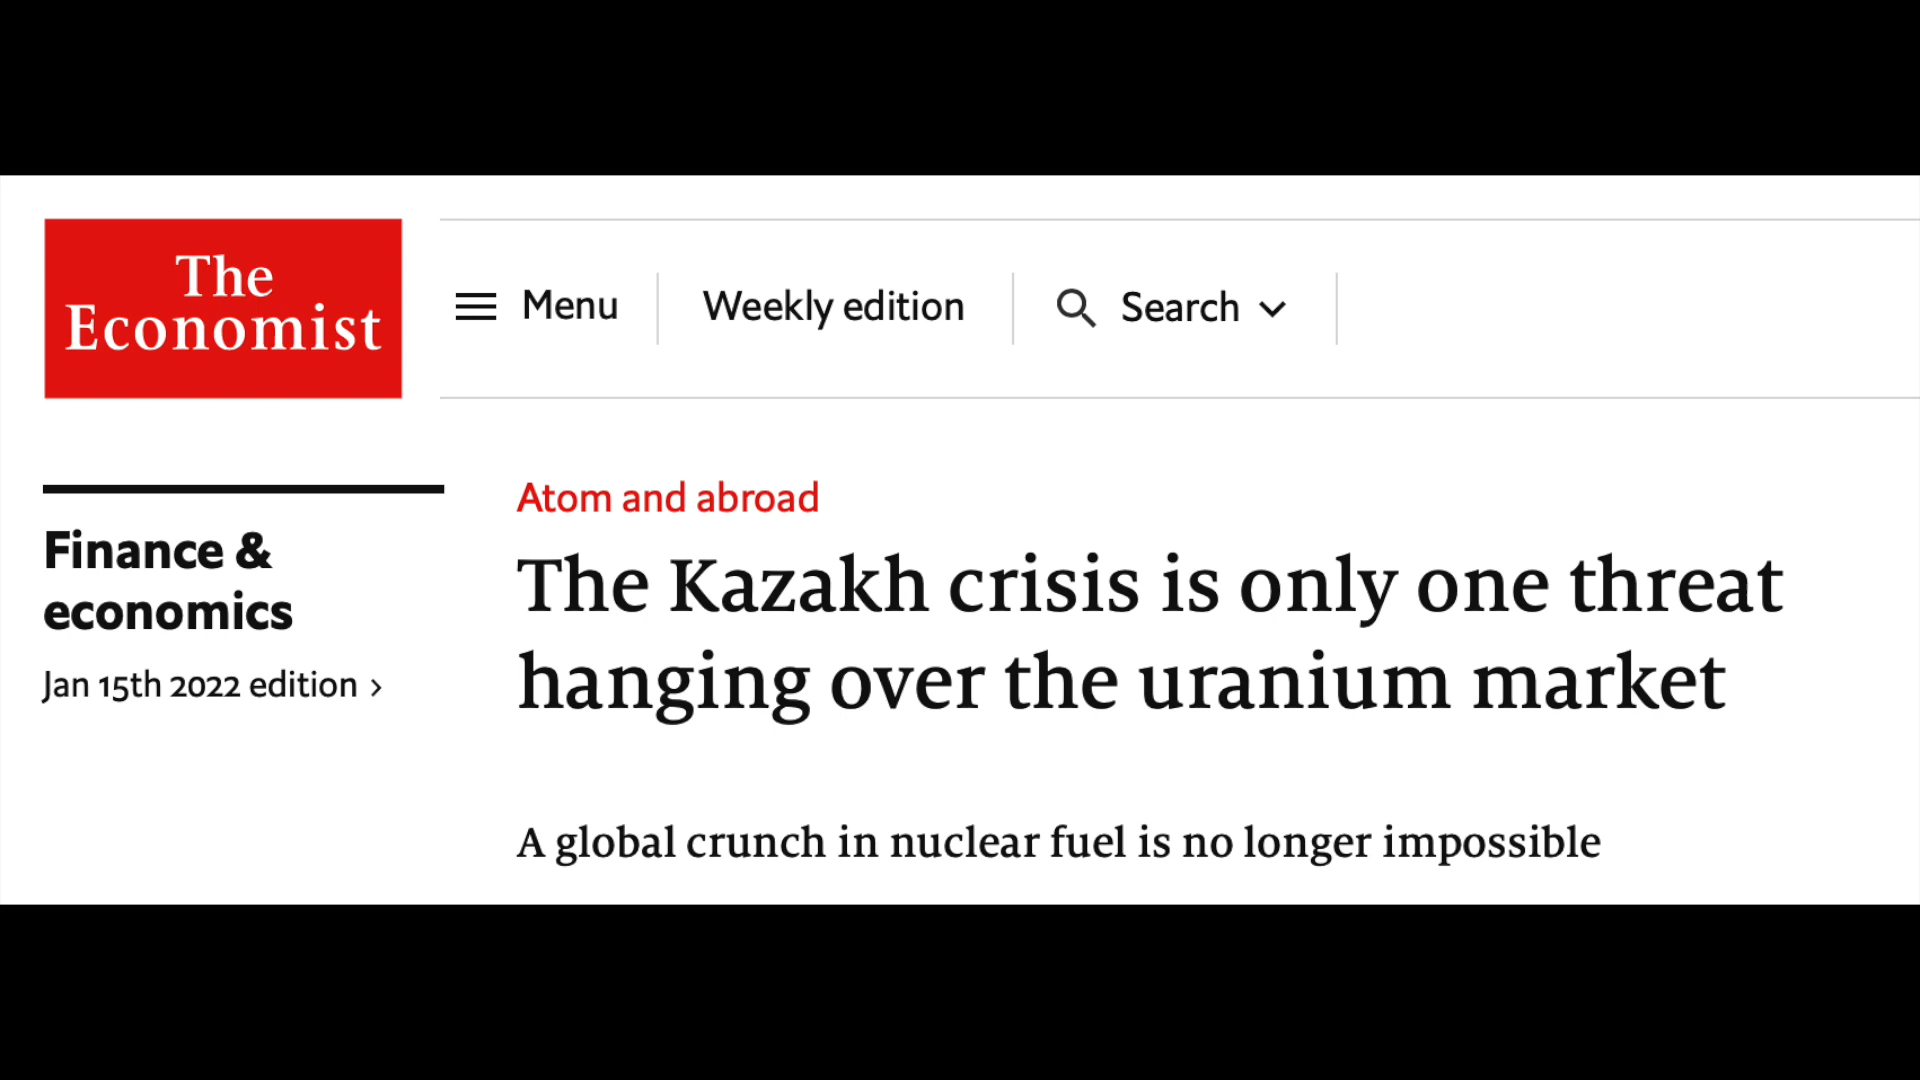 The
Economist
Menu
Weekly edition
Search
Finance &
economics
Jan 15th 2022 edition >
Atom and abroad
The Kazakh crisis is only one threat
hanging over the uranium market
A global crunch in nuclear fuel is no longer impossible